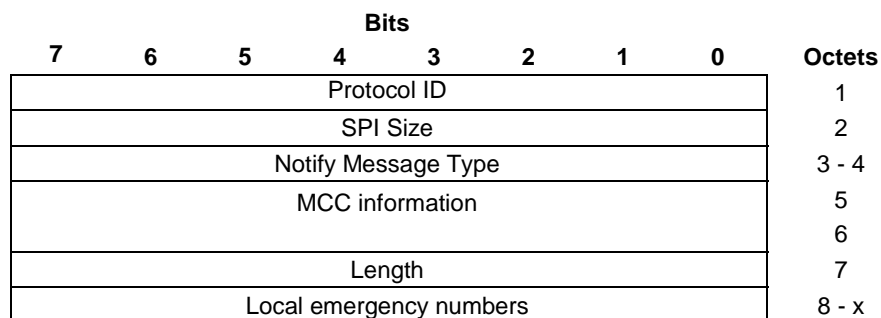 Bits
7 6 5 4 3 2 1 0 Octets
Protocol ID 1
SPI Size 2
Notify Message Type 3 - 4
MCC information 5
6
Length 7
Local emergency numbers 8 - x